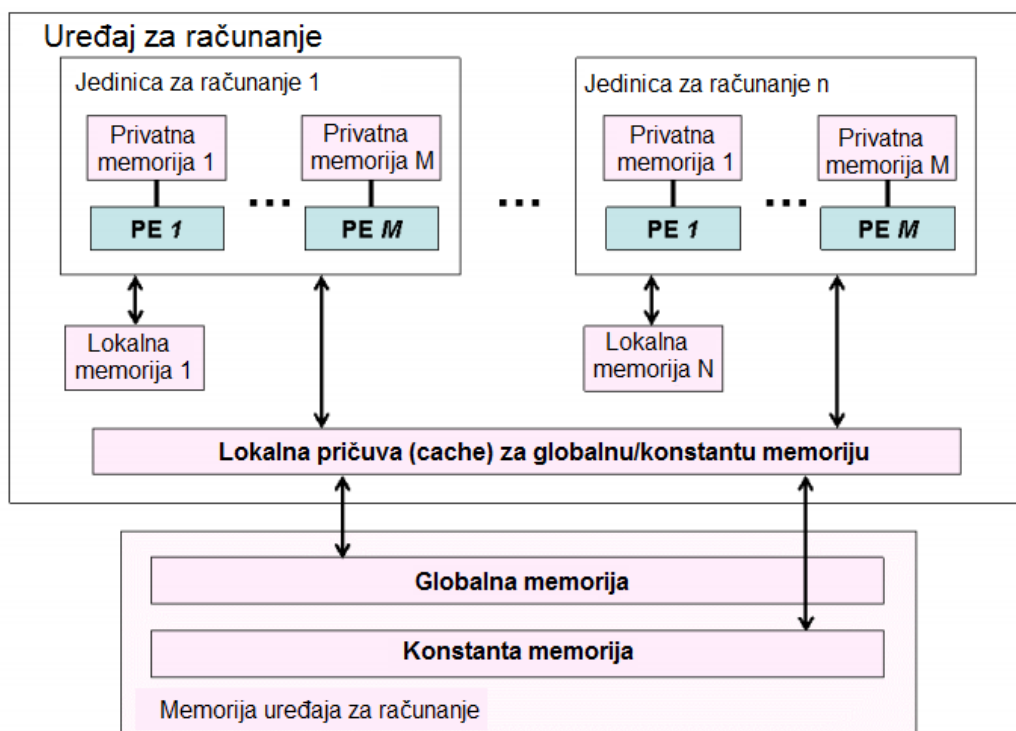 Uređaj za računanje
Jedinica za računanje 1
Privatna
memorija 1
Privatna
memorija M
...
PE 1
PE M
Lokalna
memorija 1
...
Jedinica za računanje n
Privatna
memorija 1
Privatna
memorija M
...
PE 1
PE M
Lokalna
memorija N
Lokalna pričuva (cache) za globalnu/konstantu memoriju
Globalna memorija
Konstanta memorija
Memorija uređaja za računanje